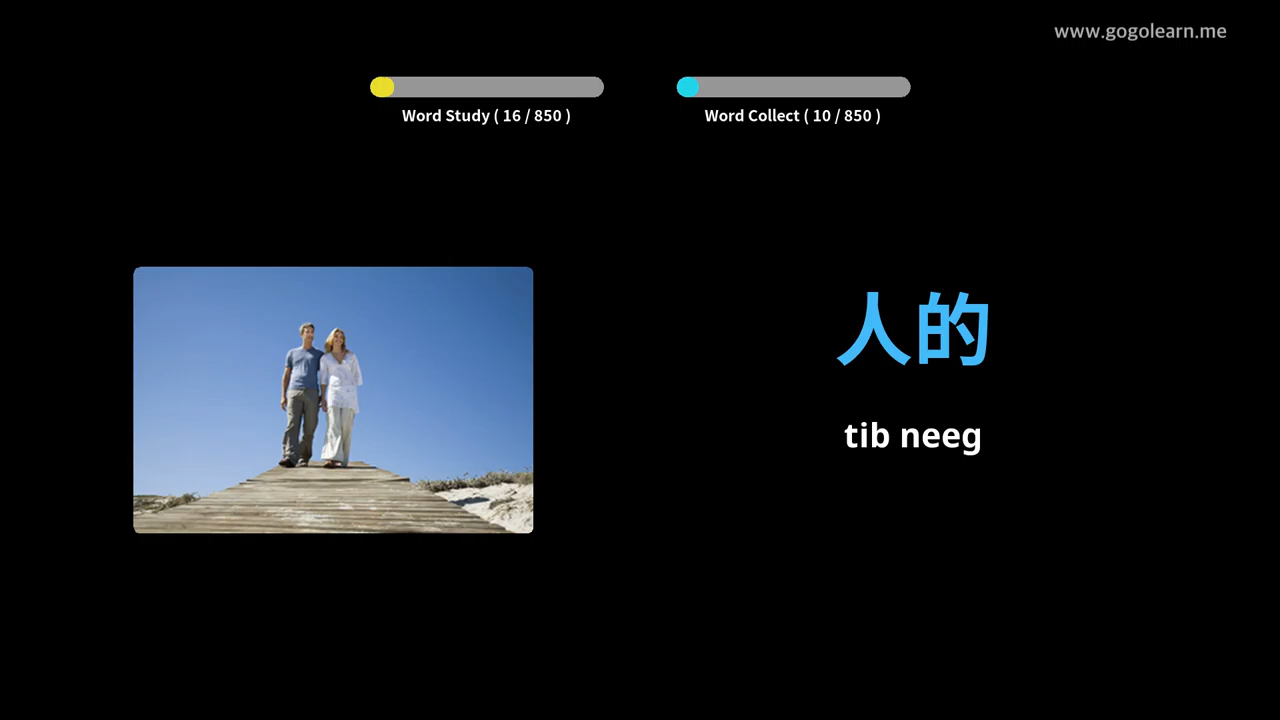 www.gogolearn.me
Word Study ( 16 / 850 )
Word Collect ( 10 / 850 )
人的
tib neeg